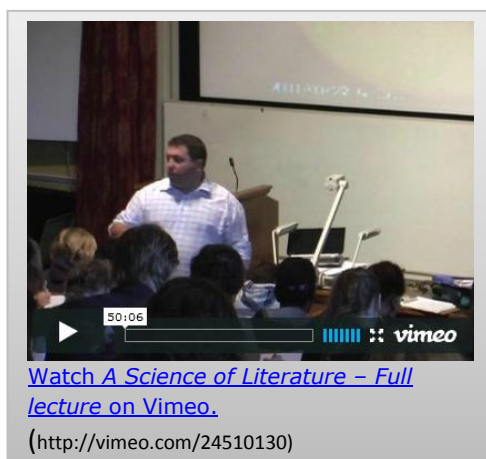 50:06
vimeo
Watch A Science of Literature – Full
lecture on Vimeo.
(http://vimeo.com/24510130)